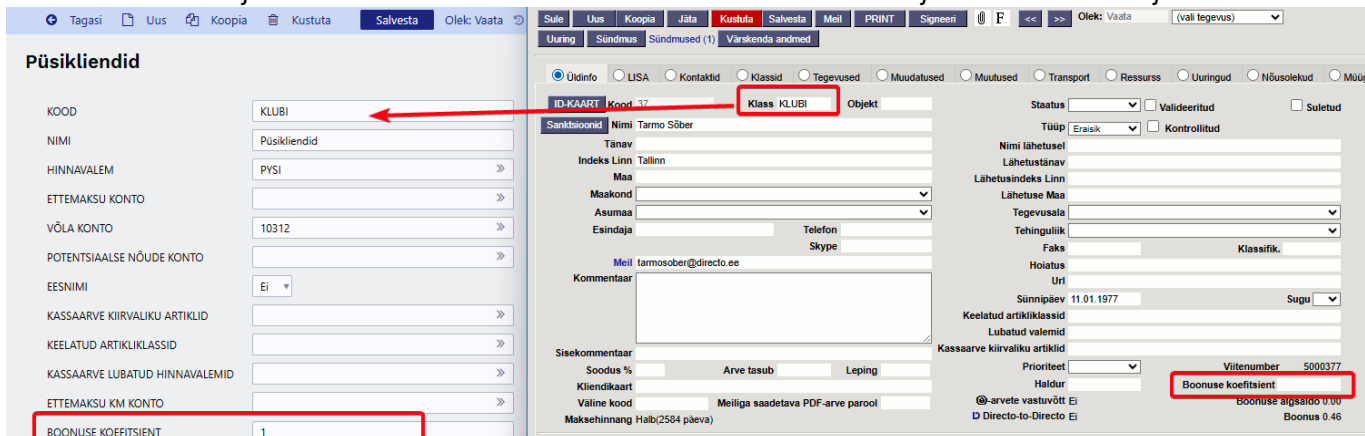 Tagasi Uus Koopia Kustuta Salvesta Olek: Vaata
Püsikliendid
KOOD KLUBI
NIMI Püsikliendid
HINNAVALEM PYSI
ETTEMAKSU KONTO
VÕLA KONTO 10312
POTENTSIAALSE NÕUDE KONTO
EESNIMI Ei
KASSAARVE KIIRVALIKU ARTIKLID
KEELATUD ARTIKLIKLASSID
KASSAARVE LUBATUD HINNAVALEMID
ETTEMAKSU KM KONTO
BOONUSE KOEFITSIENT 1
Sule Uus Koopia Jäta Kustuta Salvesta Meil PRINT Signeeri F << >> Olek: Vaata (vali tegevus)
Uuring Sündmus Sündmused (1) Värskenda andmed
Üldinfo LISA Kontaktid Klassid Tegevused Muudatused Muutused Transport Ressurss Uuringud Nõusolekud
ID-KAART Kood 37 Klass KLUBI Objekt Staatus Valideeritud Suletud
Sanktsioonid Nimi Tarmo Sõber Tüüp Eraisik Kontrollitud
Tänav Nimi lähetusel
Indeks Linn Tallinn Lähetustänav
Maa Lähetusindeks Linn
Maakond Lähetuse Maa
Asumaa Tegevusala
Esindaja Telefon Tehinguliik
Skype Faks Klassifik.
Meil tarmosober@directo.ee Hoiatus
Kommentaar Url
Sünnipäev 11.01.1977 Sugu
Keelatud artikliklassid
Lubatud valemid
Sisekommentaar Kassaarve kiirvaliku artiklid
Soodus % Arve tasub Leping Prioriteet Viitenumber 5000377
Kliendikaart Haldur Boonuse koefitsient
Väline kood Meiliga saadetava PDF-arve parool @-arvete vastuvõtt Ei Boonuse algsaldo 0.00
Maksehinnang Halb(2584 päeva) Directo-to-Directo Ei Boonus 0.46